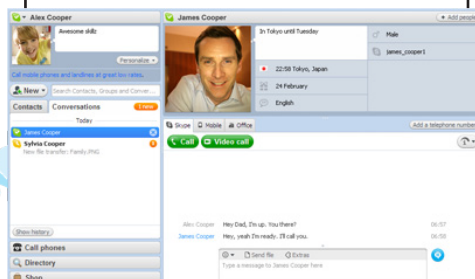 Alex Cooper
Awesome skillz
Personalize
Call mobile phones and landlines at great low rates.
New
Search Contacts, Groups and Conver...
Contacts
Conversations
1 new
Today
James Cooper
Sylvia Cooper
New file transfer: Family.PNG
Show history
Call phones
Directory
Shop
James Cooper
Add people
In Tokyo until Tuesday
Male
james_cooper1
22:58 Tokyo, Japan
24 February
English
Skype
Mobile
Office
Add a telephone number
Call
Video call
Alex Cooper
Hey Dad, I'm up. You there?
06:57
James Cooper
Hey, yeah I'm ready. I'll call you.
06:58
Send file
Extras
Type a message to James Cooper here